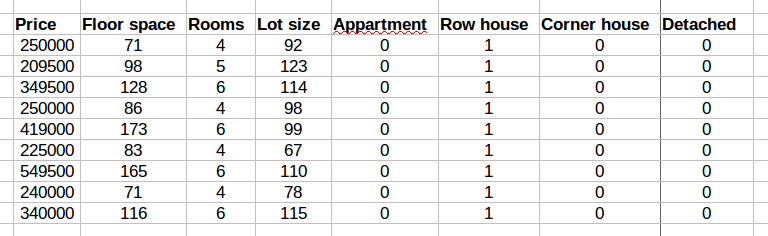 Price Floor space Rooms Lot size Appartment Row house Corner house Detached
250000 71 4 92 0 1 0 0
209500 98 5 123 0 1 0 0
349500 128 6 114 0 1 0 0
250000 86 4 98 0 1 0 0
419000 173 6 99 0 1 0 0
225000 83 4 67 0 1 0 0
549500 165 6 110 0 1 0 0
240000 71 4 78 0 1 0 0
340000 116 6 115 0 1 0 0